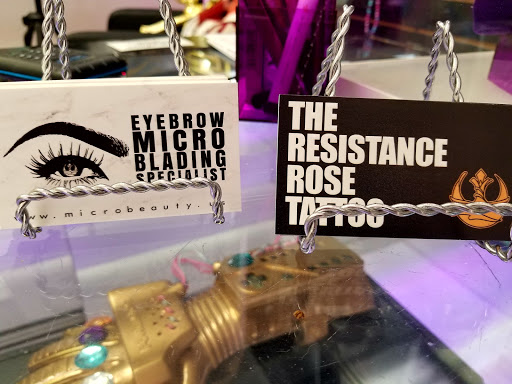 EYEBROW
MICRO
BLADING
SPECIALIST
www.microbeauty.
THE
RESISTANCE
ROSE
TATTOO